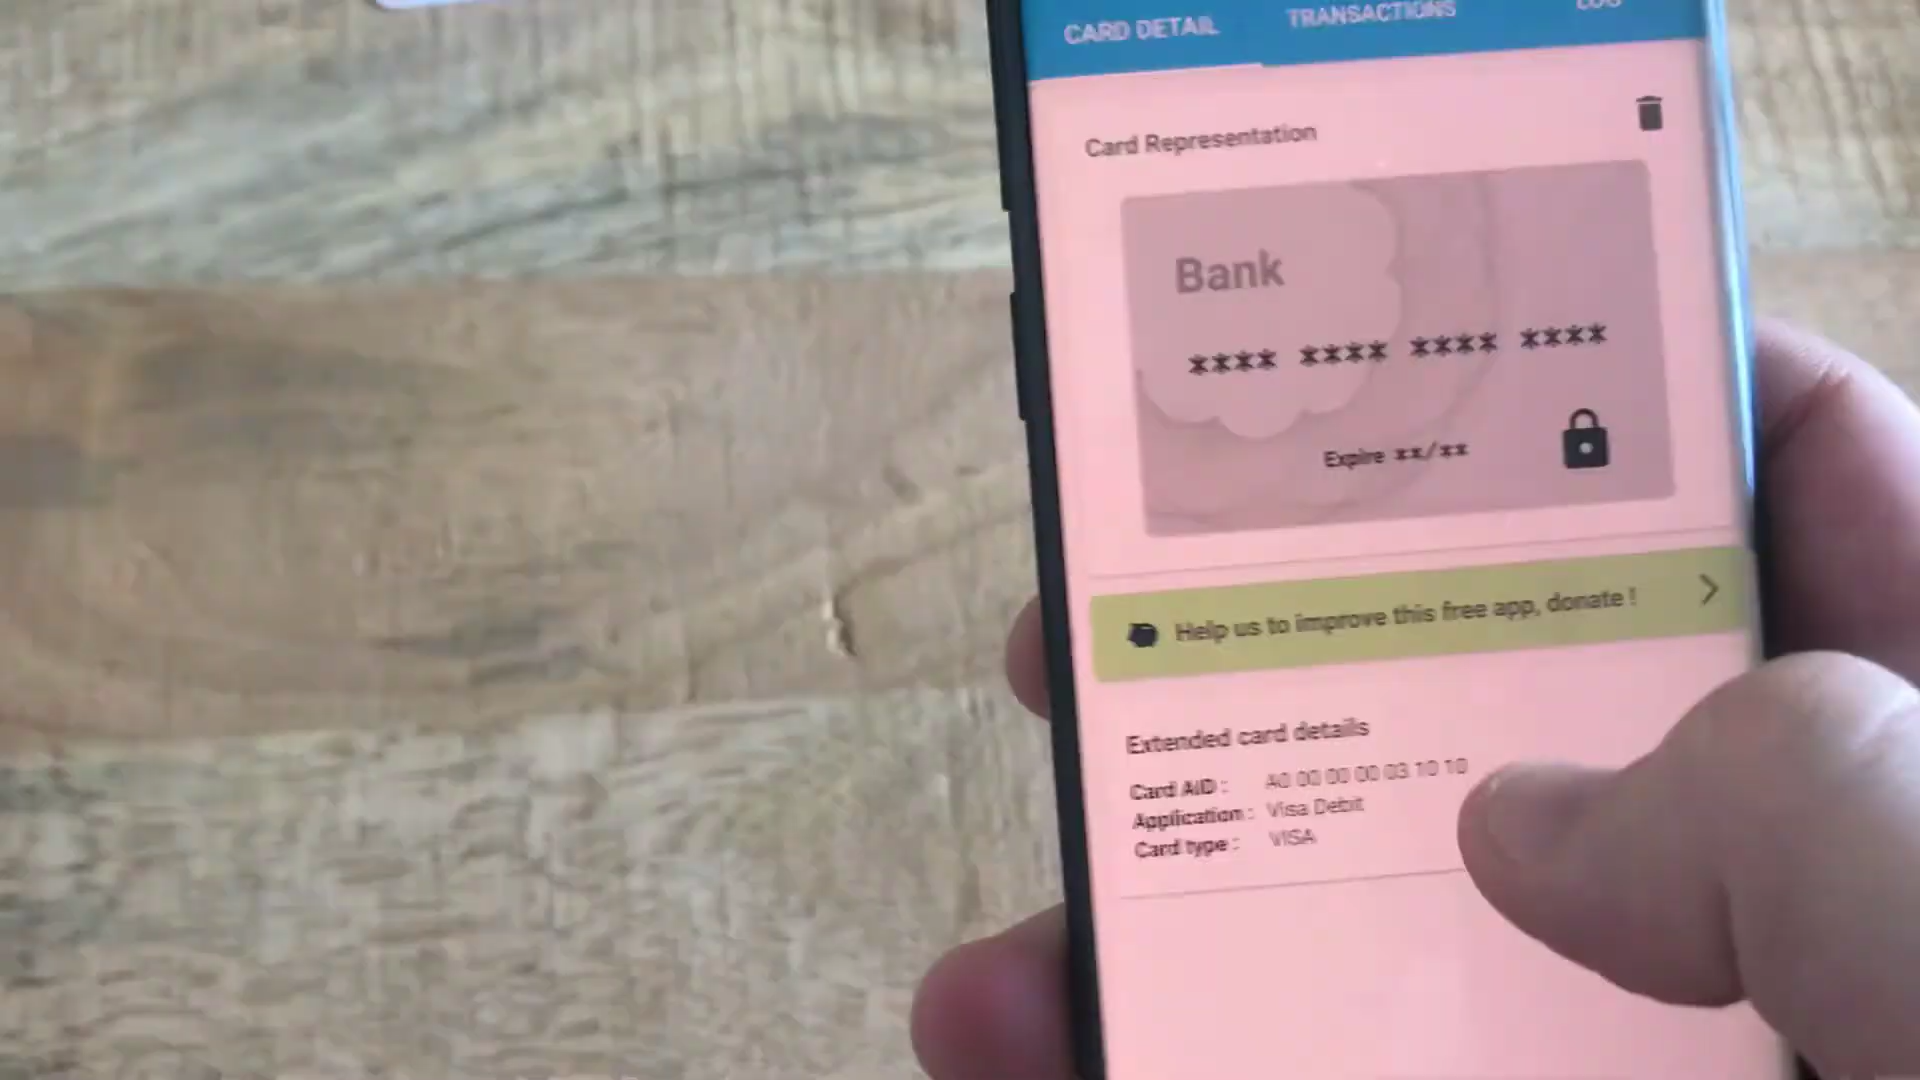 CARD DETAIL TRANSACTIONS LOG
Card Representation
Bank
**** **** **** ****
Expire xx/xx
Help us to improve this free app, donate !
Extended card details
Card AID : A0 00 00 00 03 10 10
Application : Visa Debit
Card type : VISA